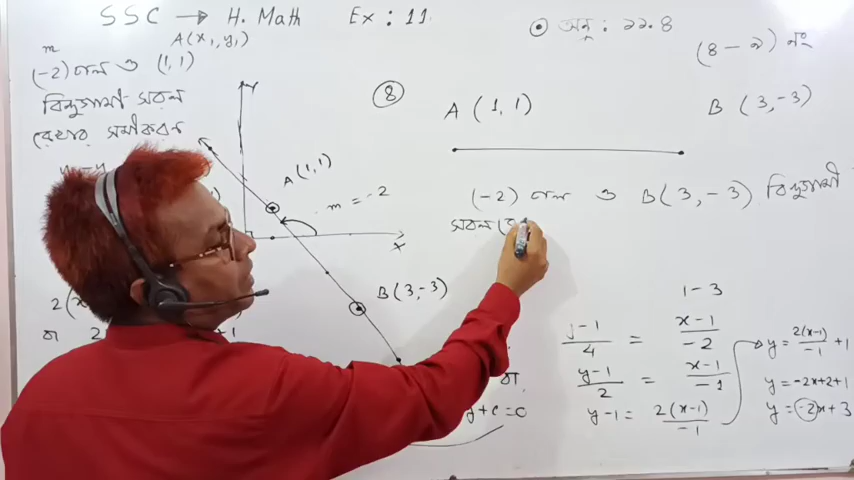 SSC → H. Math Ex : 11
অনু : ১১.৪
(৪ - ৯) নং
m A(x₁, y₁)
(-2) ঢাল ও (1, 1)
বিন্দুগামী সরল
রেখার সমীকরণ
Y
X
A (1, 1)
m = -2
B (3, -3)
৪
A (1, 1) B (3, -3)
(-2) ঢাল ও B(3, -3) বিন্দুগামী
সরল
1-3
y-1/4 = x-1/-2
y-1/2 = x-1/-1
y-1 = 2(x-1)/-1
y = 2(x-1)/-1 + 1
y = -2x+2+1
y = -2x + 3
y + c = 0
বা